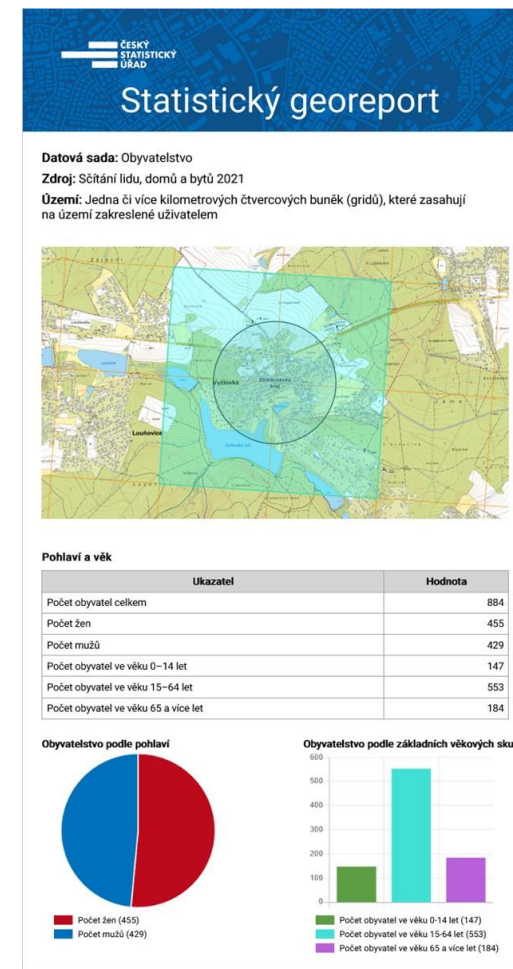 ČESKÝ
STATISTICKÝ
ÚŘAD
Statistický georeport
Datová sada: Obyvatelstvo
Zdroj: Sčítání lidu, domů a bytů 2021
Území: Jedna či více kilometrových čtvercových buněk (gridů), které zasahují
na území zakreslené uživatelem
Vyžlovka
Středočeský
kraj
Louňovice
Pohlaví a věk
Ukazatel Hodnota
Počet obyvatel celkem 884
Počet žen 455
Počet mužů 429
Počet obyvatel ve věku 0–14 let 147
Počet obyvatel ve věku 15–64 let 553
Počet obyvatel ve věku 65 a více let 184
Obyvatelstvo podle pohlaví
Počet žen (455)
Počet mužů (429)
Obyvatelstvo podle základních věkových sku
600
500
400
300
200
100
0
Počet obyvatel ve věku 0-14 let (147)
Počet obyvatel ve věku 15-64 let (553)
Počet obyvatel ve věku 65 a více let (184)